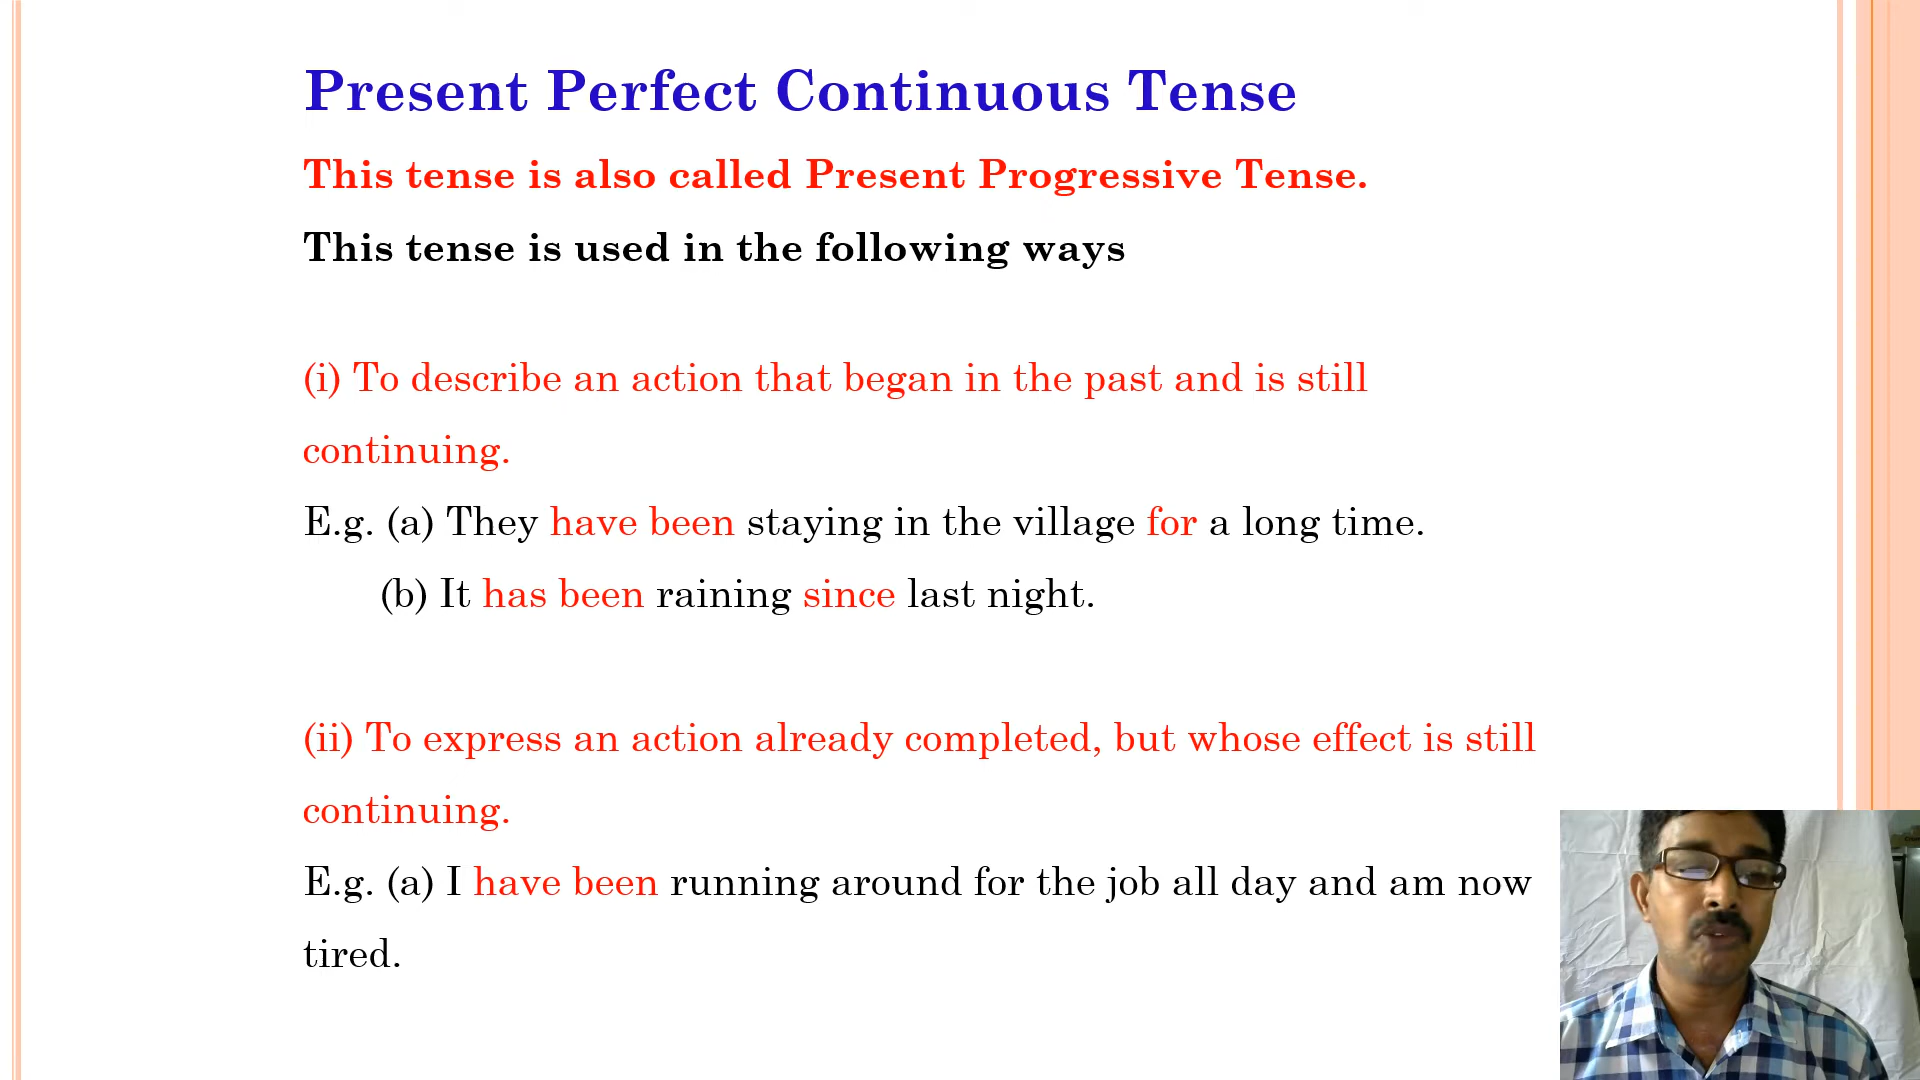 Present Perfect Continuous Tense
This tense is also called Present Progressive Tense.
This tense is used in the following ways
(i) To describe an action that began in the past and is still
continuing.
E.g. (a) They have been staying in the village for a long time.
(b) It has been raining since last night.
(ii) To express an action already completed, but whose effect is still
continuing.
E.g. (a) I have been running around for the job all day and am now
tired.